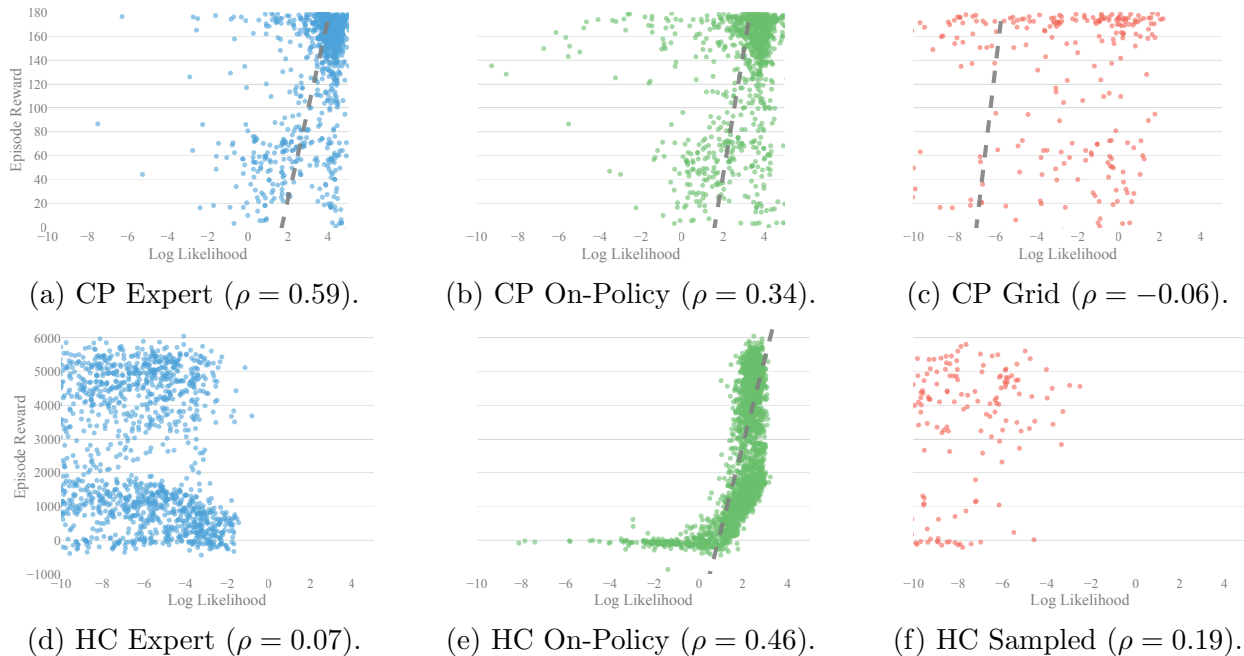 180
160
140
120
100
80
60
40
20
0
Episode Reward
−10 −8 −6 −4 −2 0 2 4
Log Likelihood
−10 −8 −6 −4 −2 0 2 4
Log Likelihood
−10 −8 −6 −4 −2 0 2 4
Log Likelihood
(a) CP Expert (ρ = 0.59).
(b) CP On-Policy (ρ = 0.34).
(c) CP Grid (ρ = −0.06).
6000
5000
4000
3000
2000
1000
0
−1000
Episode Reward
−10 −8 −6 −4 −2 0 2 4
Log Likelihood
−10 −8 −6 −4 −2 0 2 4
Log Likelihood
−10 −8 −6 −4 −2 0 2 4
Log Likelihood
(d) HC Expert (ρ = 0.07).
(e) HC On-Policy (ρ = 0.46).
(f) HC Sampled (ρ = 0.19).